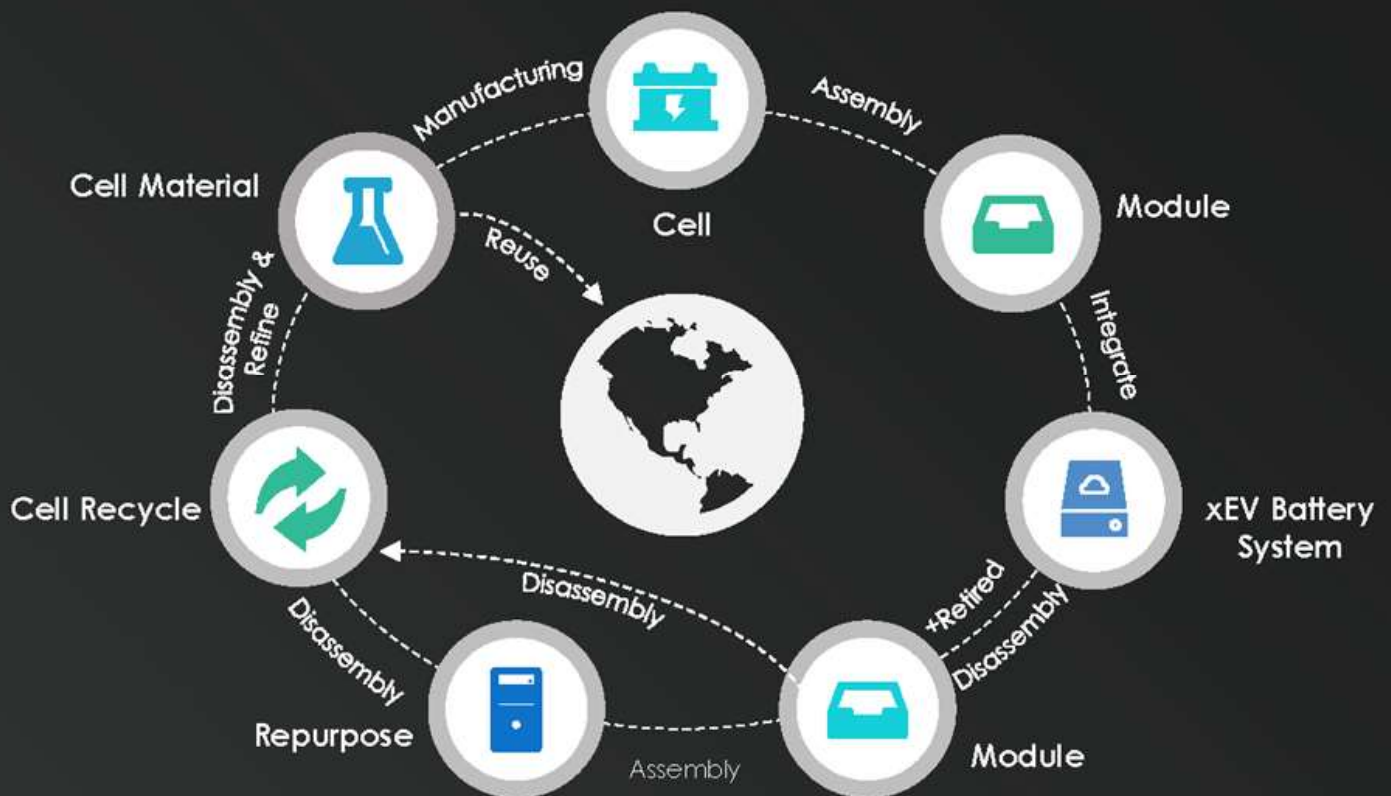 Manufacturing
Assembly
Cell Material
Cell
Module
Reuse
Disassembly &
Refine
Integrate
Cell Recycle
xEV Battery
System
Disassembly
+Retired
Disassembly
Disassembly
Repurpose
Assembly
Module